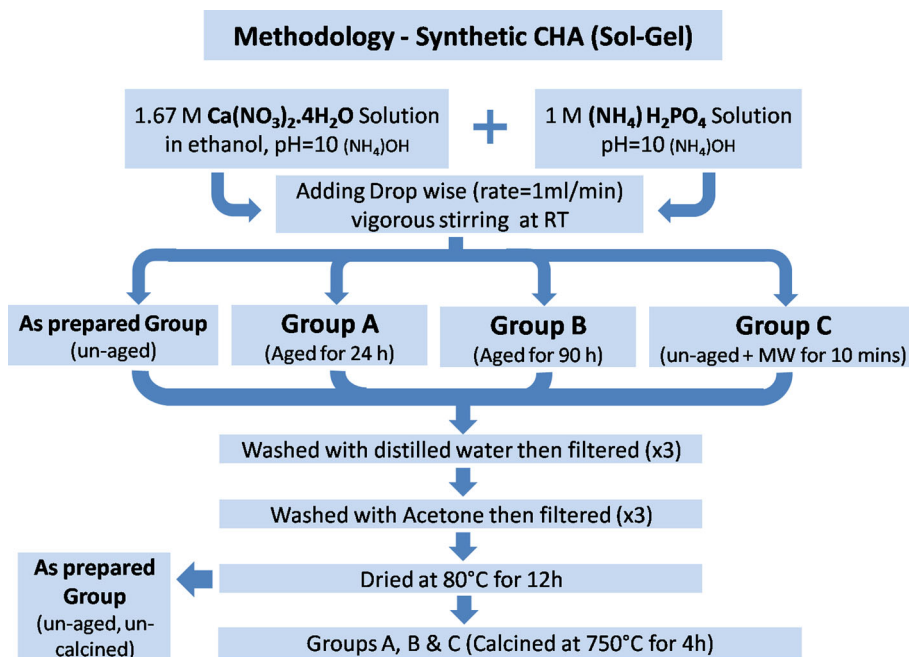 Methodology - Synthetic CHA (Sol-Gel)
1.67 M Ca(NO₃)₂.4H₂O Solution
in ethanol, pH=10 (NH₄)OH
+
1 M (NH₄) H₂PO₄ Solution
pH=10 (NH₄)OH
Adding Drop wise (rate=1ml/min)
vigorous stirring at RT
As prepared Group
(un-aged)
Group A
(Aged for 24 h)
Group B
(Aged for 90 h)
Group C
(un-aged + MW for 10 mins)
Washed with distilled water then filtered (x3)
Washed with Acetone then filtered (x3)
Dried at 80°C for 12h
As prepared
Group
(un-aged, un-
calcined)
Groups A, B & C (Calcined at 750°C for 4h)